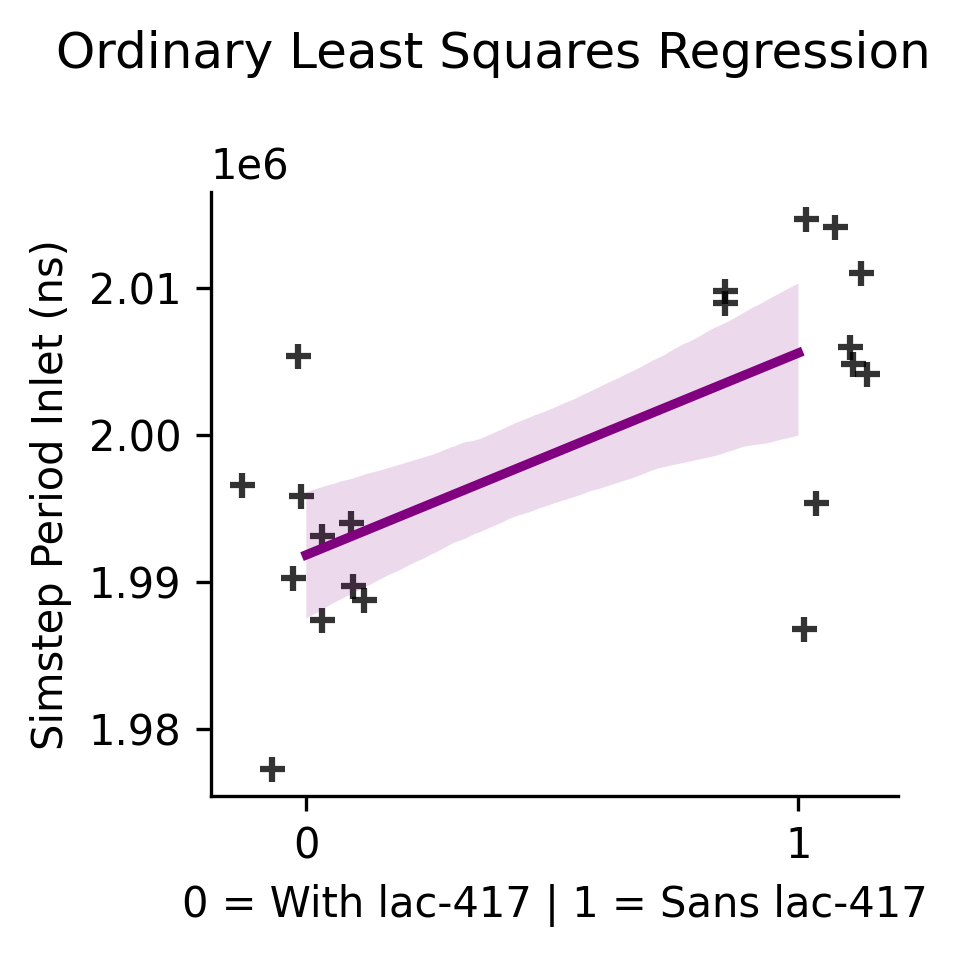 Ordinary Least Squares Regression
1e6
Simstep Period Inlet (ns)
2.01
2.00
1.99
1.98
0 1
0 = With lac-417 | 1 = Sans lac-417